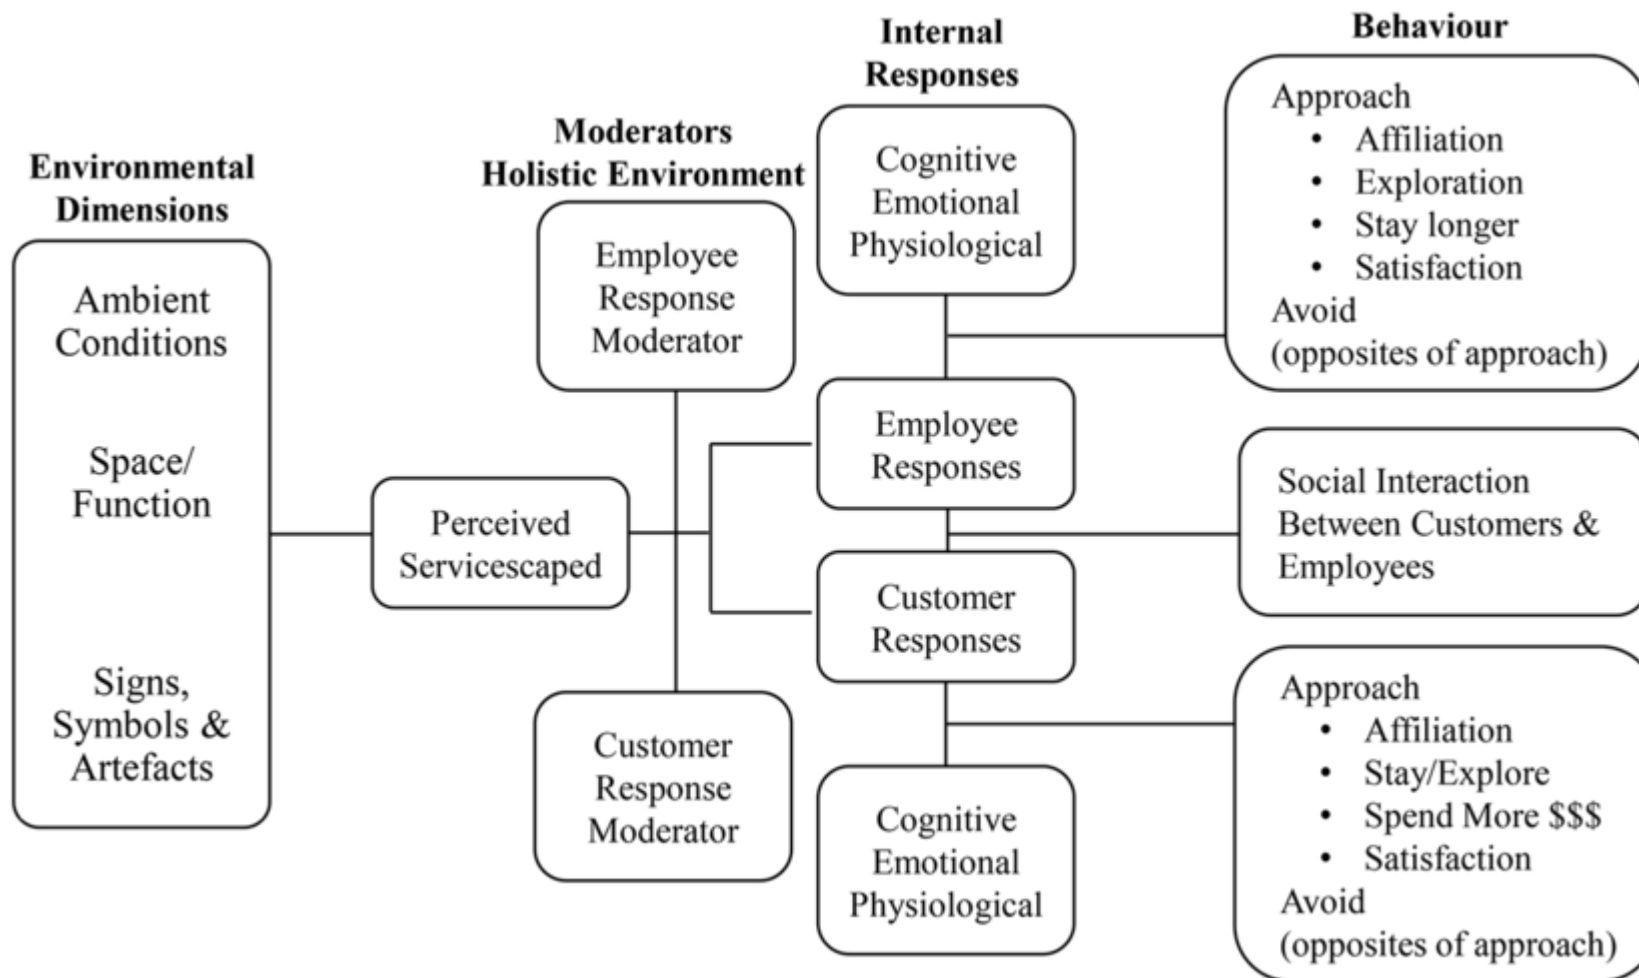 Environmental
Dimensions
Ambient
Conditions
Space/
Function
Signs,
Symbols &
Artefacts
Perceived
Servicescaped
Moderators
Holistic Environment
Employee
Response
Moderator
Customer
Response
Moderator
Internal
Responses
Cognitive
Emotional
Physiological
Employee
Responses
Customer
Responses
Cognitive
Emotional
Physiological
Behaviour
Approach
• Affiliation
• Exploration
• Stay longer
• Satisfaction
Avoid
(opposites of approach)
Social Interaction
Between Customers &
Employees
Approach
• Affiliation
• Stay/Explore
• Spend More $$$
• Satisfaction
Avoid
(opposites of approach)